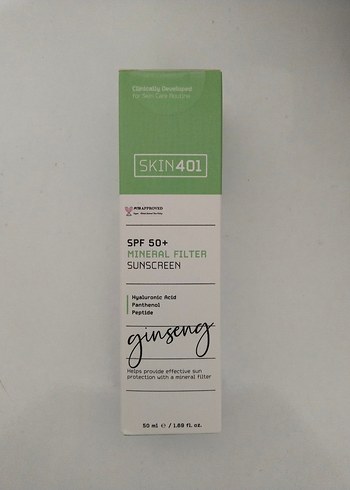 Clinically Developed
For Skin Care Routine
SKIN401
SPF 50+
MINERAL FILTER
SUNSCREEN
Hyaluronic Acid
Panthenol
Peptide
ginseng
Helps provide effective sun
protection with a mineral filter
50 ml ℮ / 1.69 fl. oz.